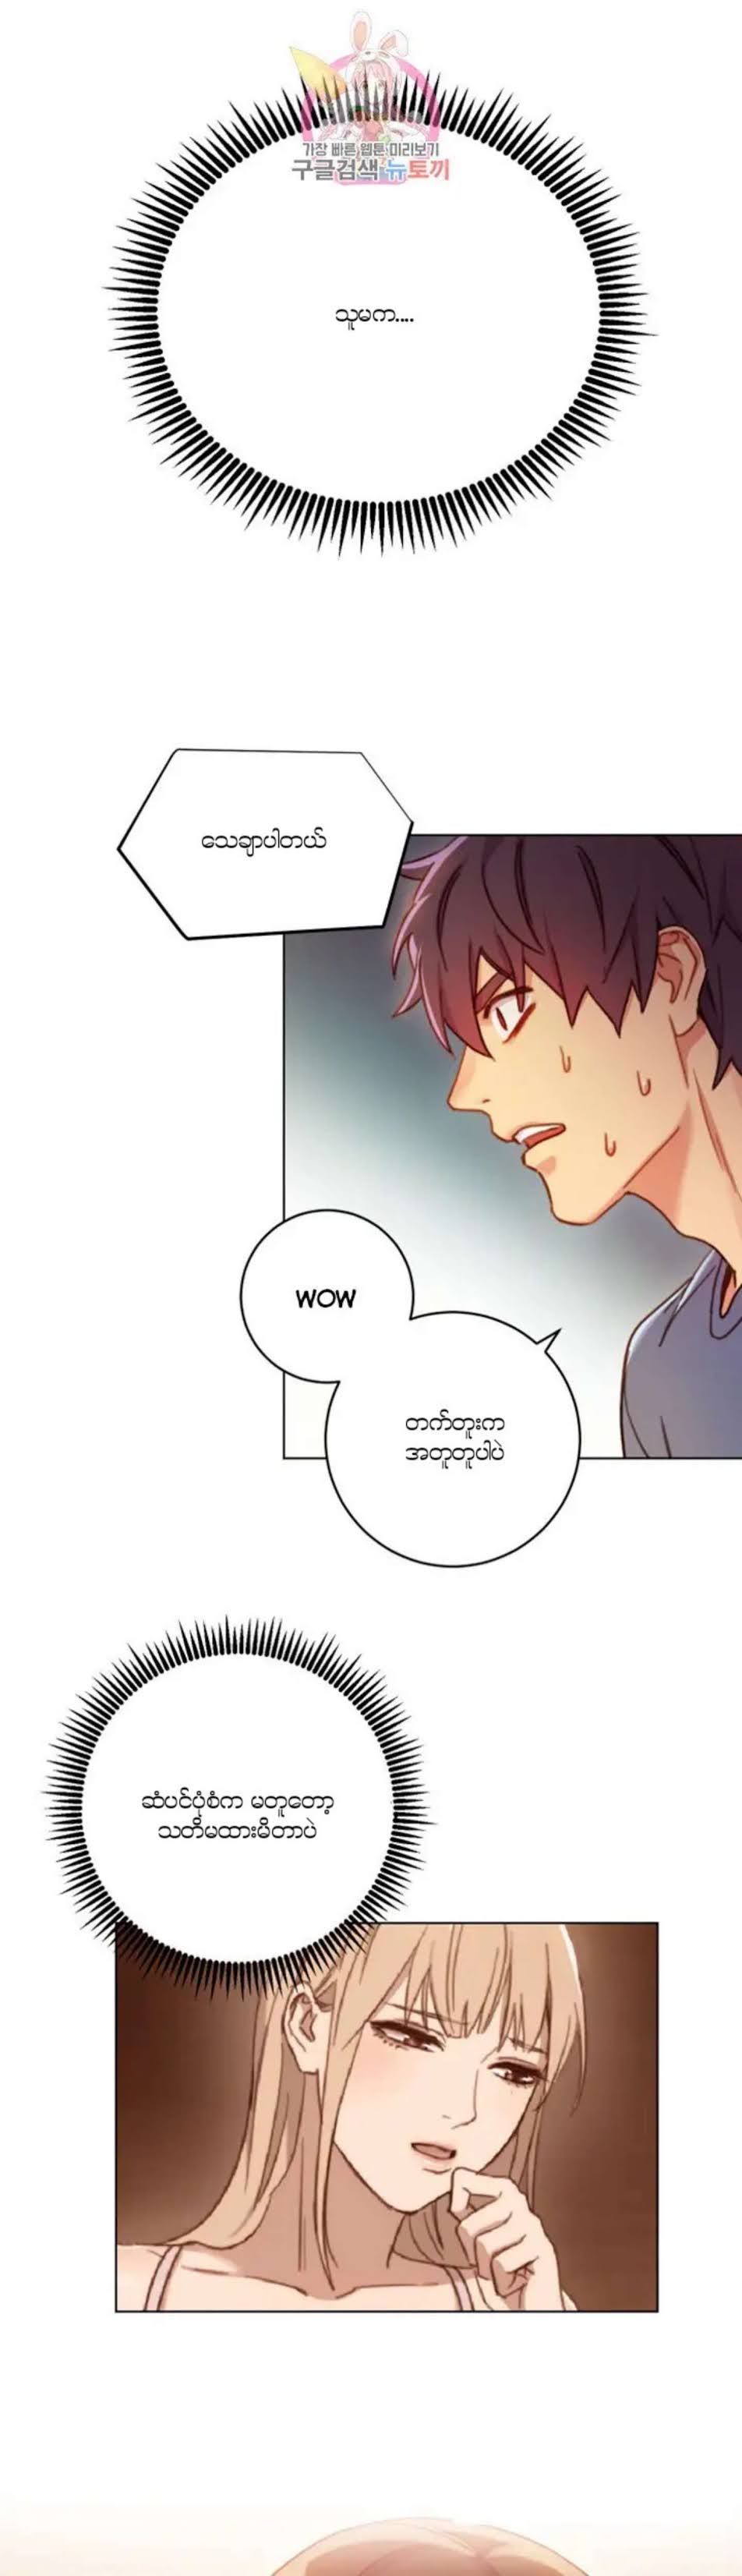 가장 빠른 웹툰 미리보기
구글검색 뉴토끼
သူမက....
သေချာပါတယ်
WOW
တက်တူးက
အတူတူပါပဲ
ဆံပင်ပုံစံက မတူတော့
သတိမထားမိတာပဲ